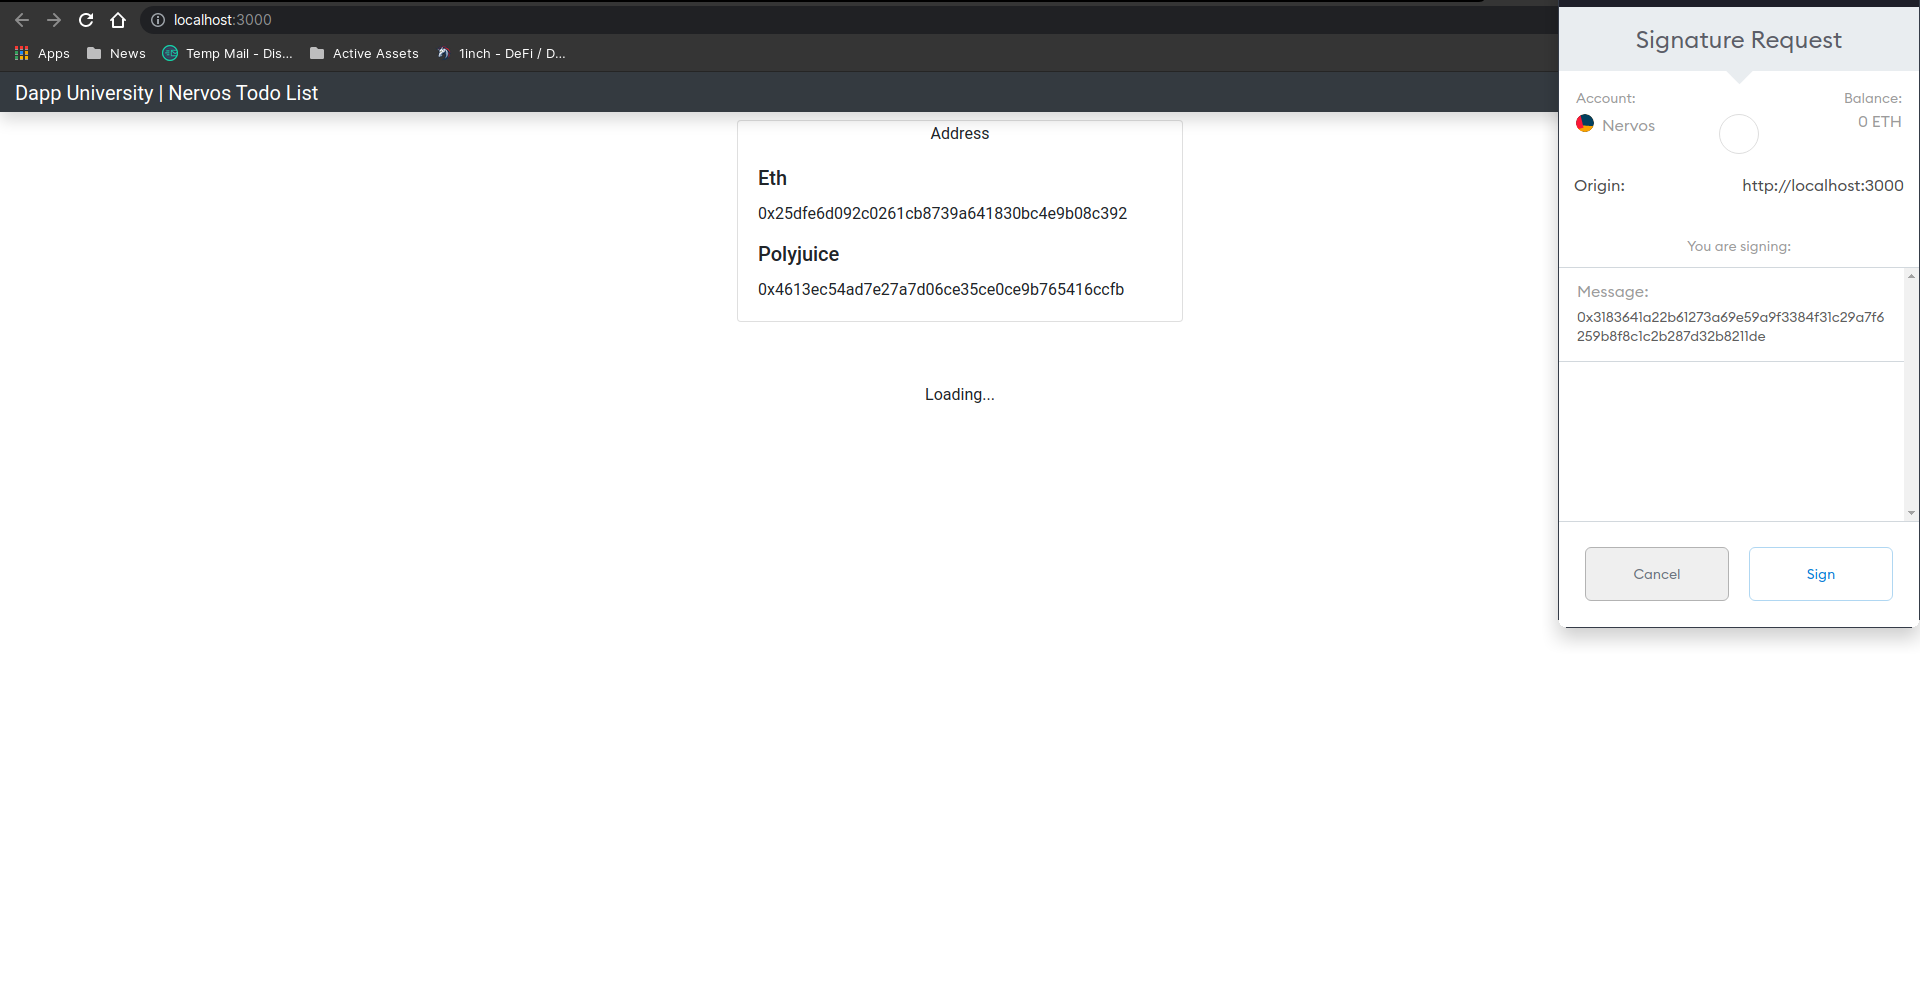 localhost:3000
Apps News Temp Mail - Dis... Active Assets 1inch - DeFi / D...
Dapp University | Nervos Todo List
Address
Eth
0x25dfe6d092c0261cb8739a641830bc4e9b08c392
Polyjuice
0x4613ec54ad7e27a7d06ce35ce0ce9b765416ccfb
Loading...
Signature Request
Account: Balance:
Nervos 0 ETH
Origin: http://localhost:3000
You are signing:
Message:
0x3183641a22b61273a69e59a9f3384f31c29a7f6
259b8f8c1c2b287d32b8211de
Cancel Sign